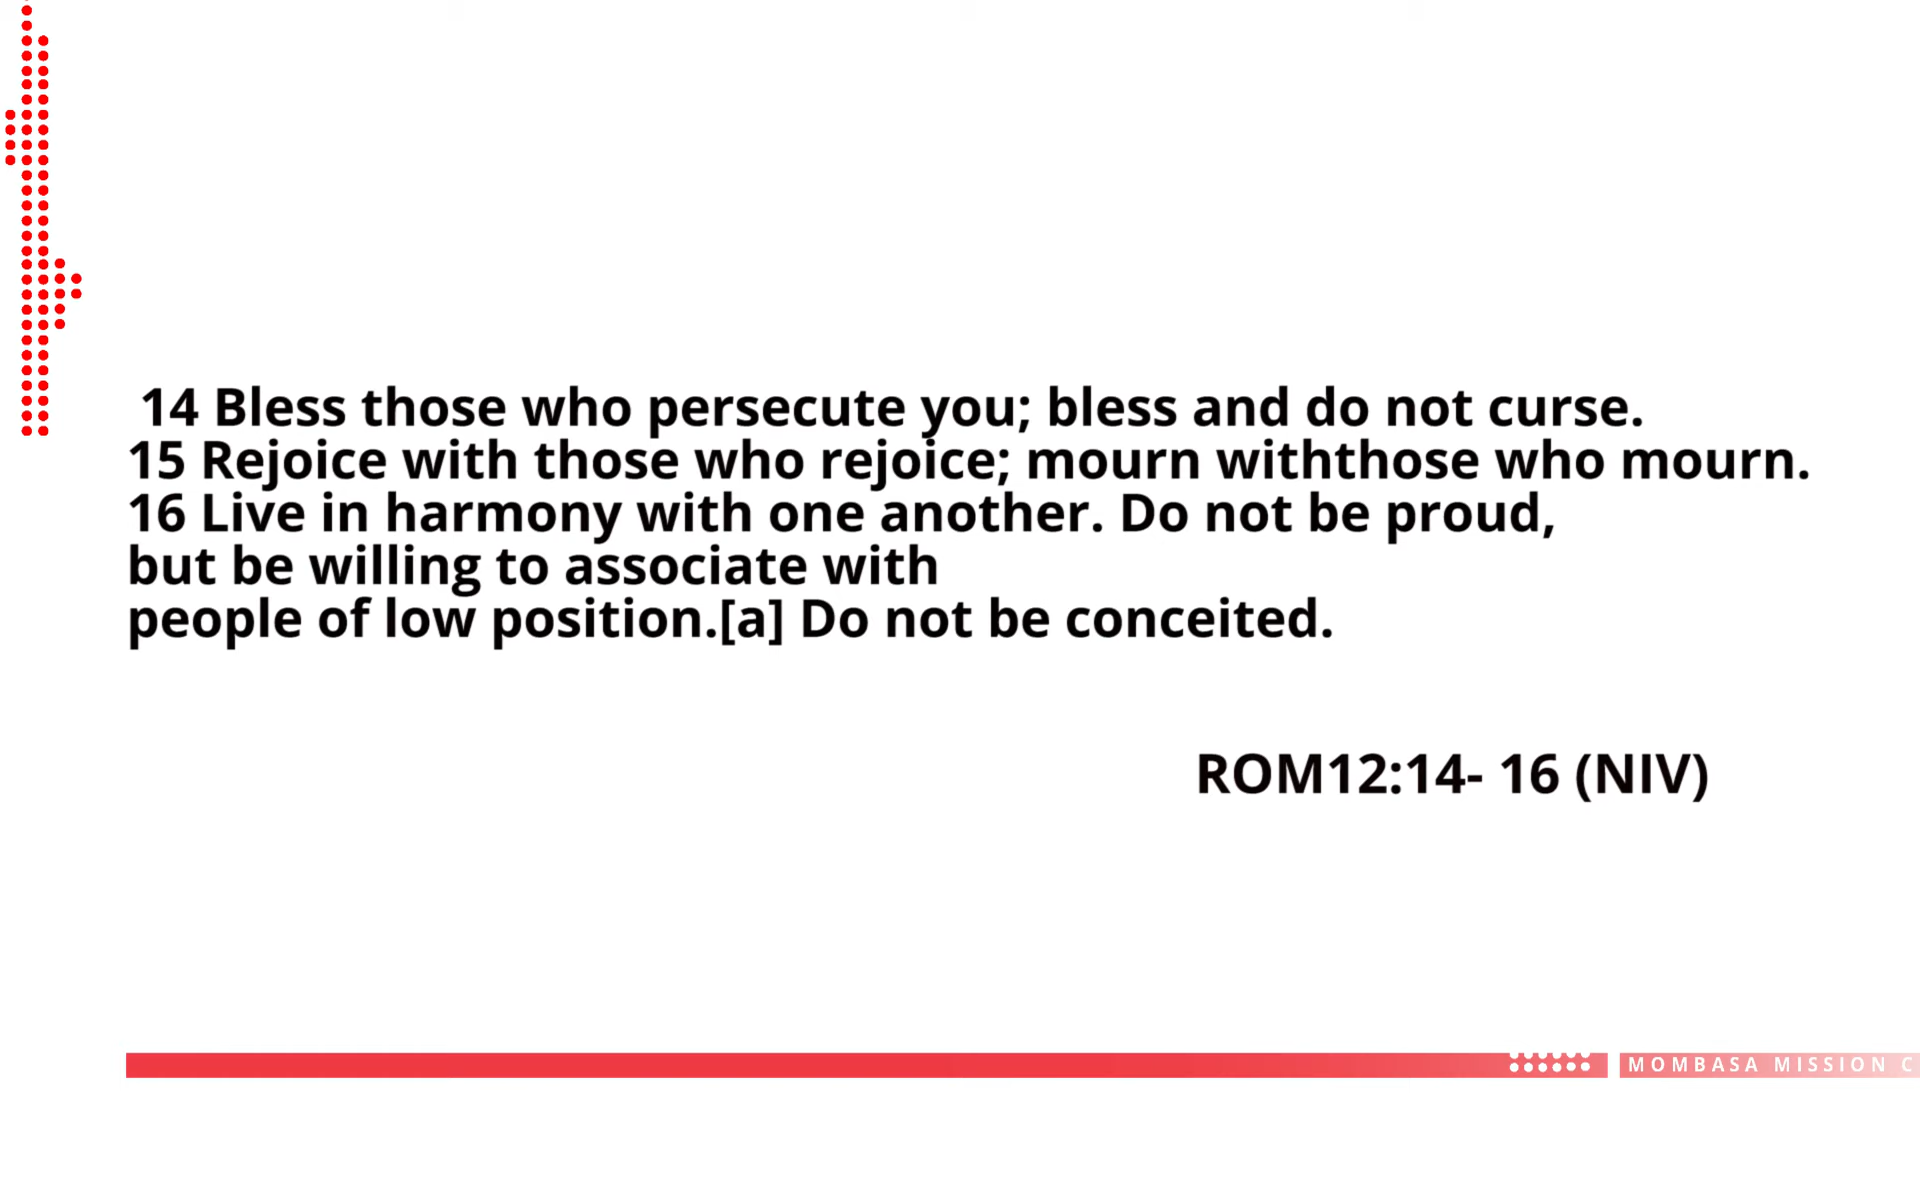 14 Bless those who persecute you; bless and do not curse.
15 Rejoice with those who rejoice; mourn withthose who mourn.
16 Live in harmony with one another. Do not be proud,
but be willing to associate with
people of low position.[a] Do not be conceited.
ROM12:14- 16 (NIV)
MOMBASA MISSION C